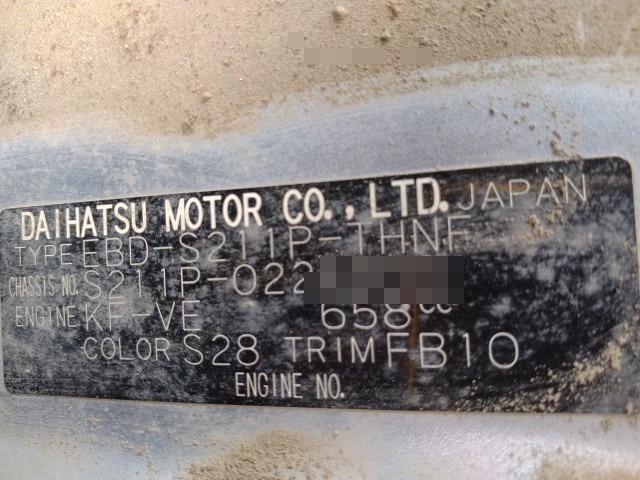 DAIHATSU MOTOR CO., LTD. JAPAN
TYPE EBD-S211P-THNF
CHASSIS NO. S211P-022
ENGINE KF-VE 658cc
COLOR S28 TRIM FB10
ENGINE NO.